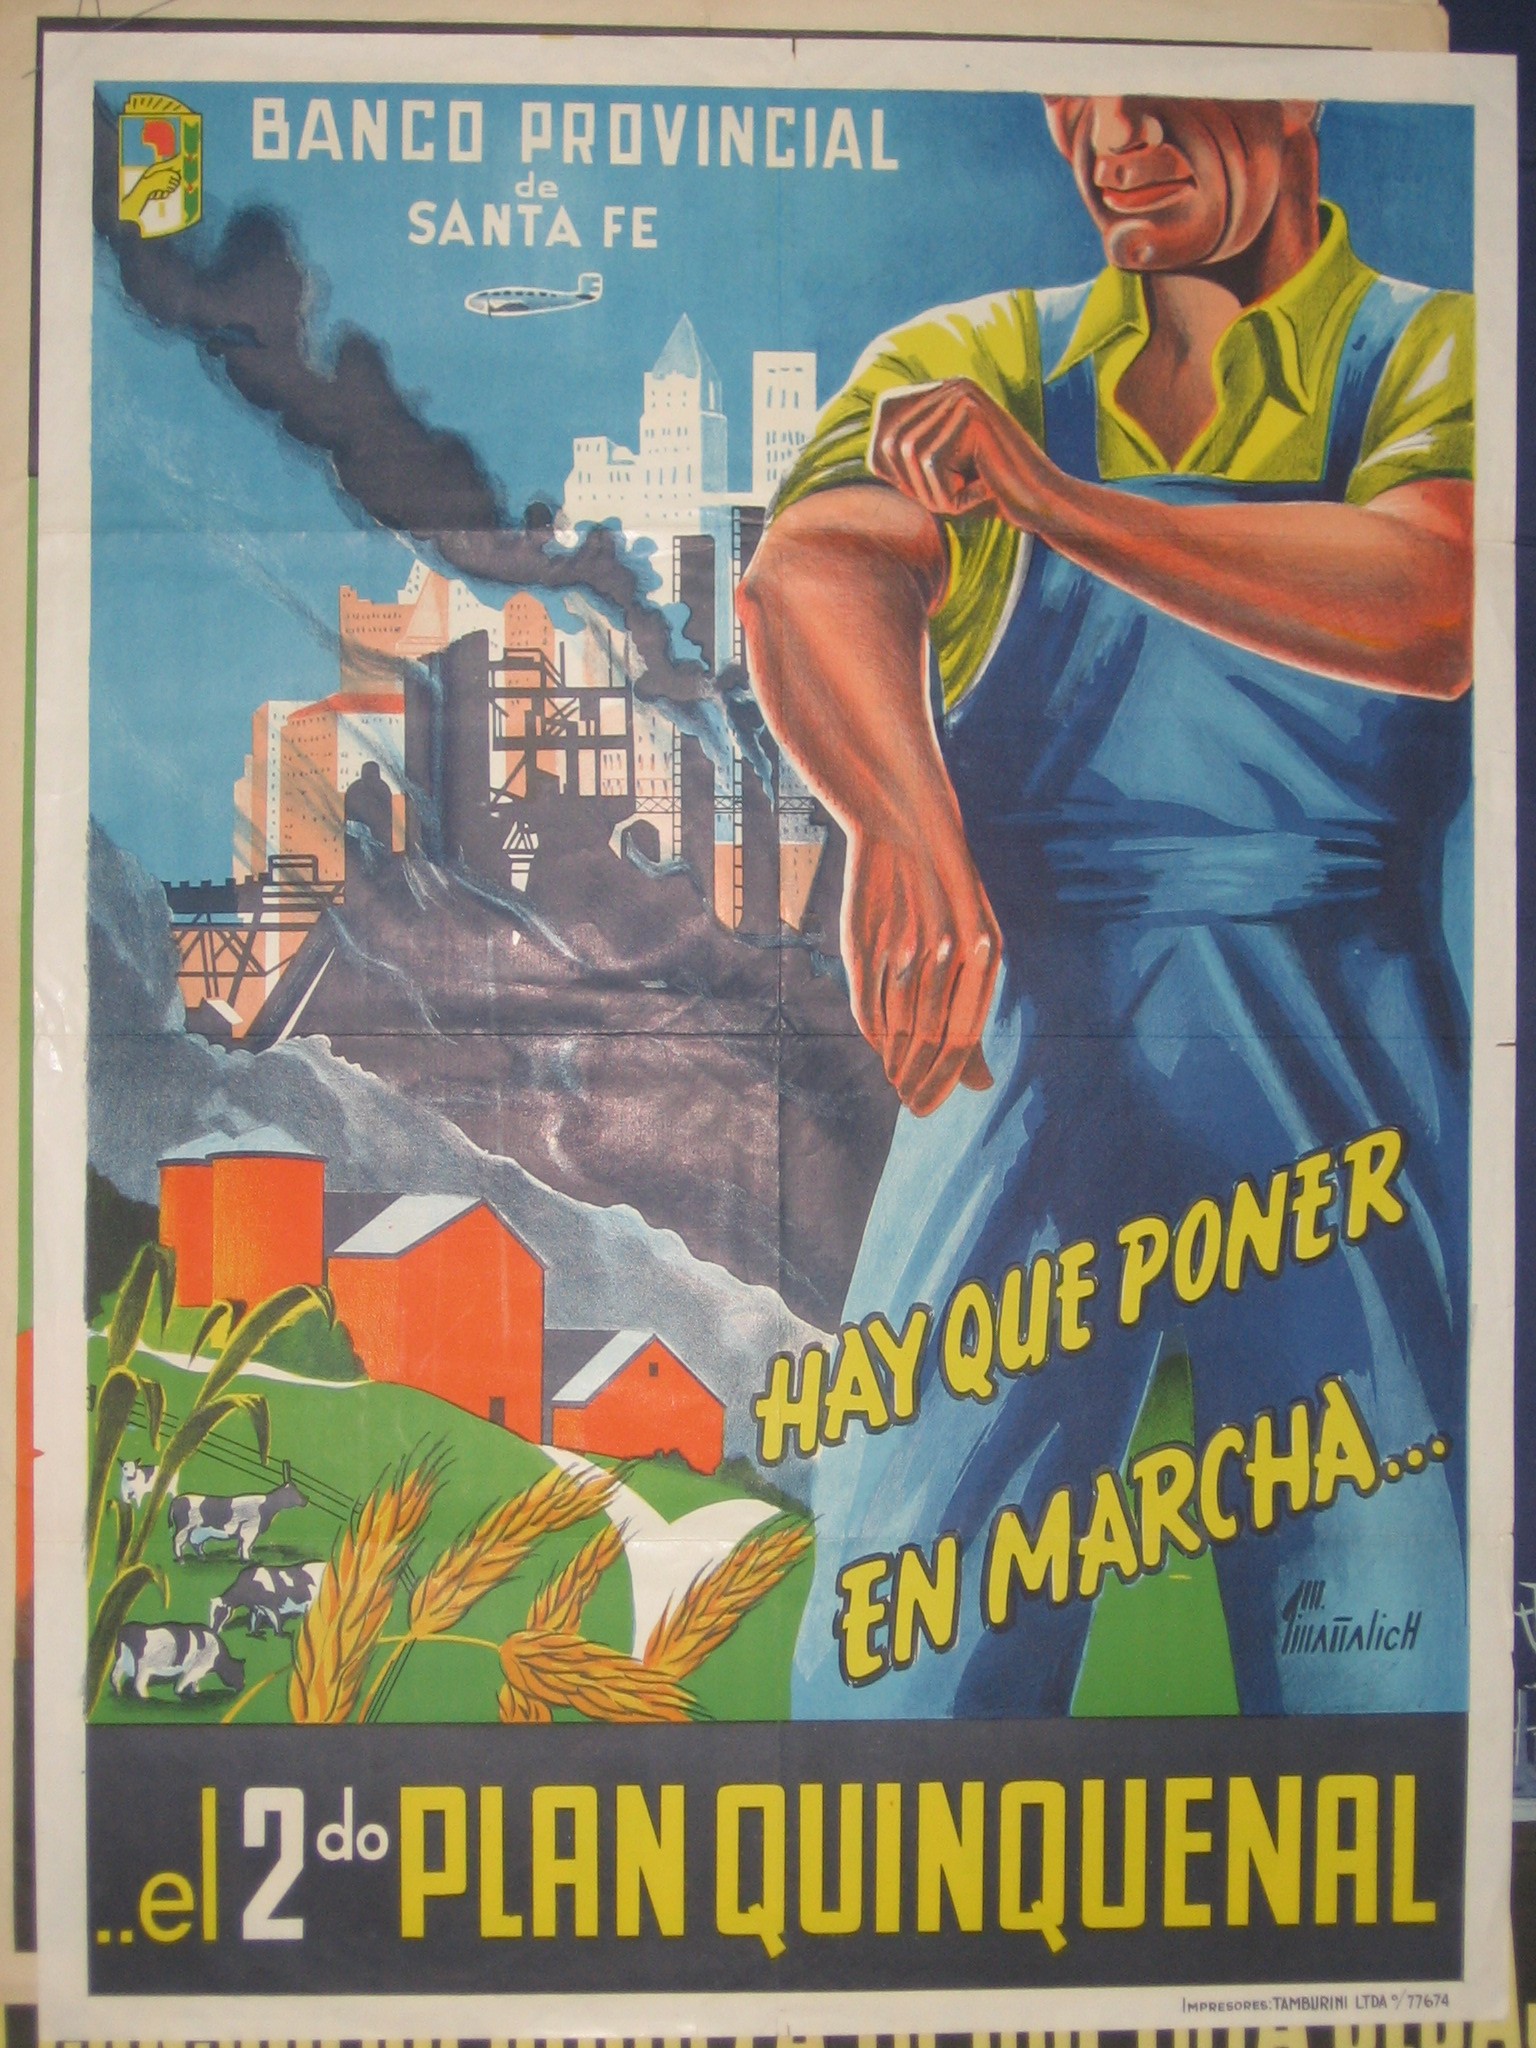 BANCO PROVINCIAL
de
SANTA FE
HAY QUE PONER
EN MARCHA...
..el 2do PLAN QUINQUENAL
IMPRESORES: TAMBURINI LTDA o/77674